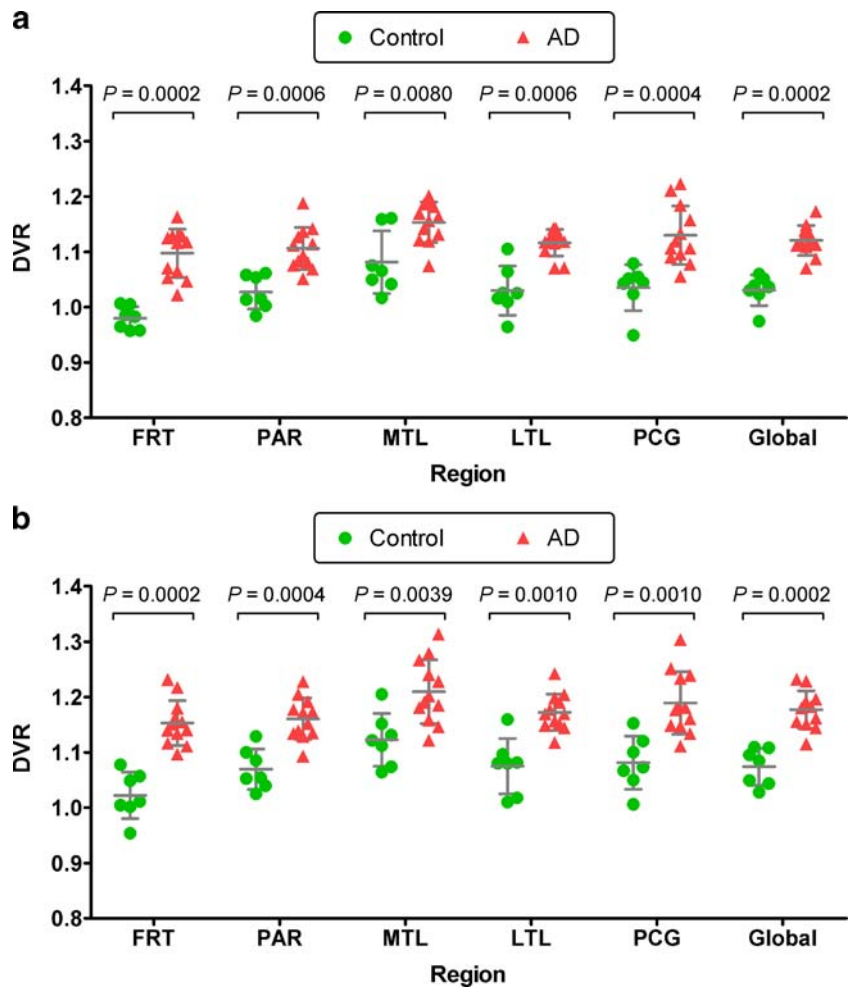 a
Control AD
P = 0.0002 P = 0.0006 P = 0.0080 P = 0.0006 P = 0.0004 P = 0.0002
1.4
1.3
1.2
1.1
1.0
0.9
0.8
DVR
FRT PAR MTL LTL PCG Global
Region
b
Control AD
P = 0.0002 P = 0.0004 P = 0.0039 P = 0.0010 P = 0.0010 P = 0.0002
1.4
1.3
1.2
1.1
1.0
0.9
0.8
DVR
FRT PAR MTL LTL PCG Global
Region